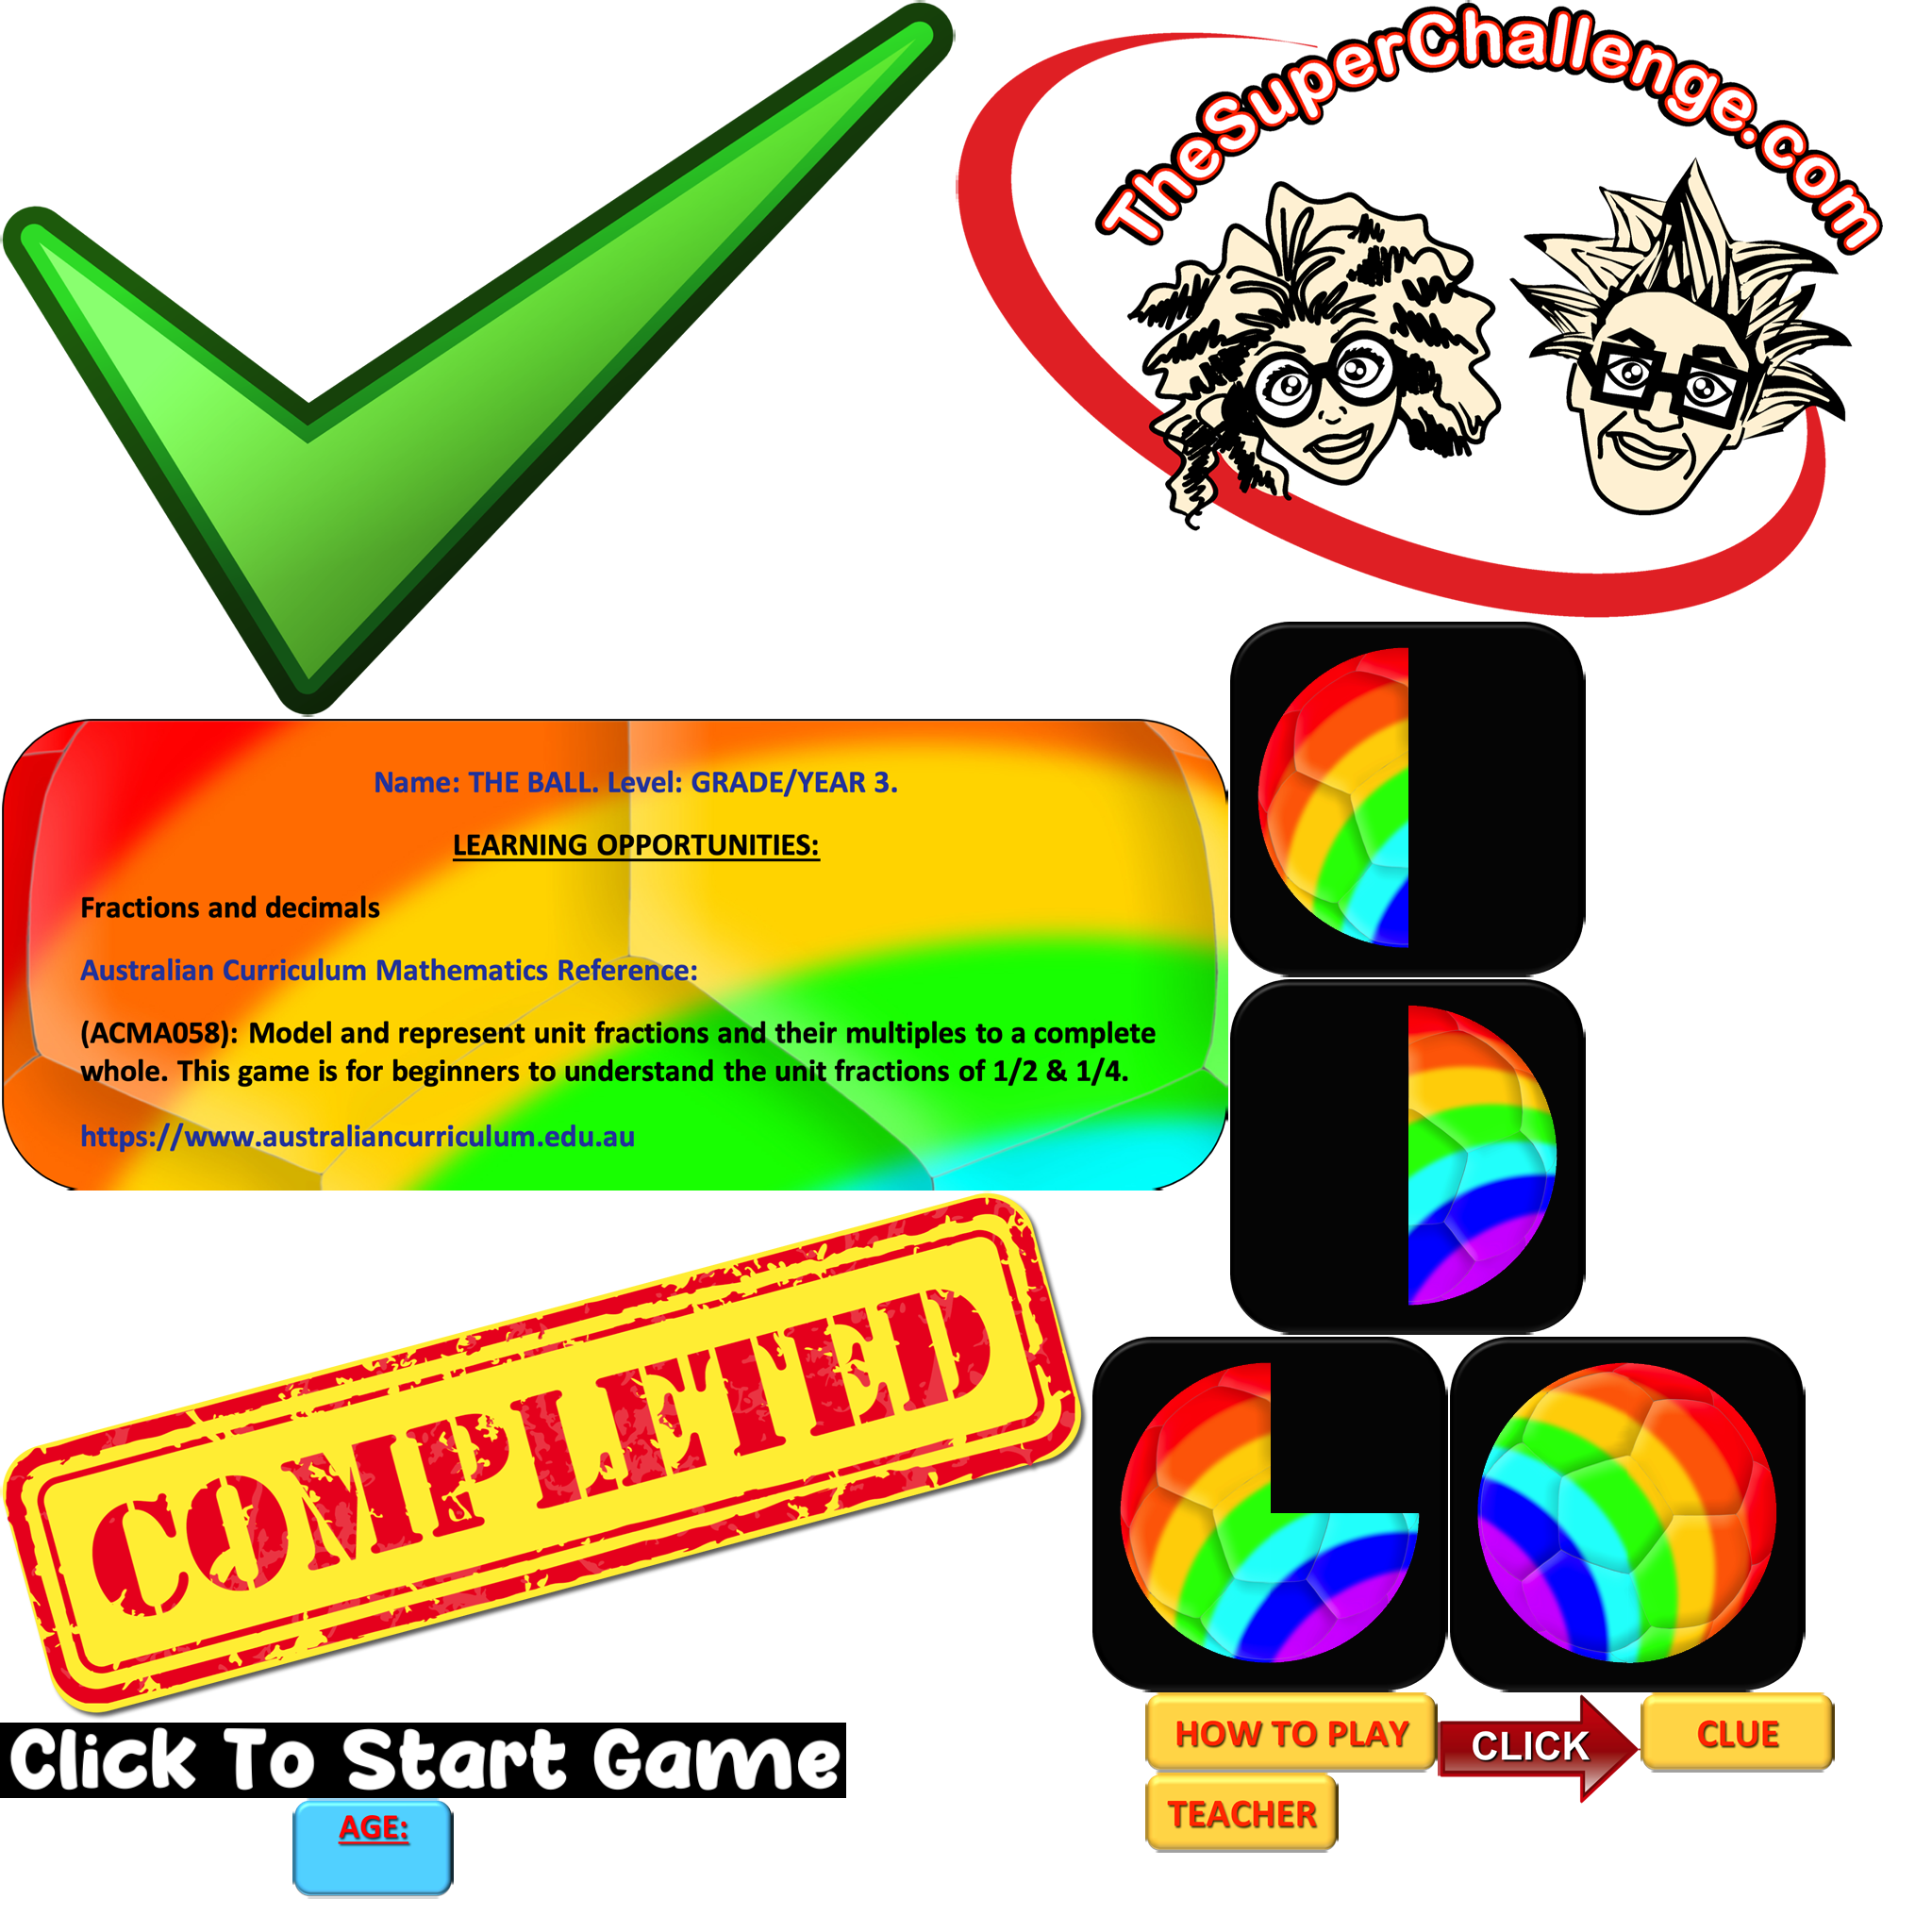 TheSuperChallenge.com
Name: THE BALL. Level: GRADE/YEAR 3.
LEARNING OPPORTUNITIES:
Fractions and decimals
Australian Curriculum Mathematics Reference:
(ACMA058): Model and represent unit fractions and their multiples to a complete
whole. This game is for beginners to understand the unit fractions of 1/2 & 1/4.
https://www.australiancurriculum.edu.au
COMPLETED
HOW TO PLAY
CLICK
CLUE
Click To Start Game
TEACHER
AGE: